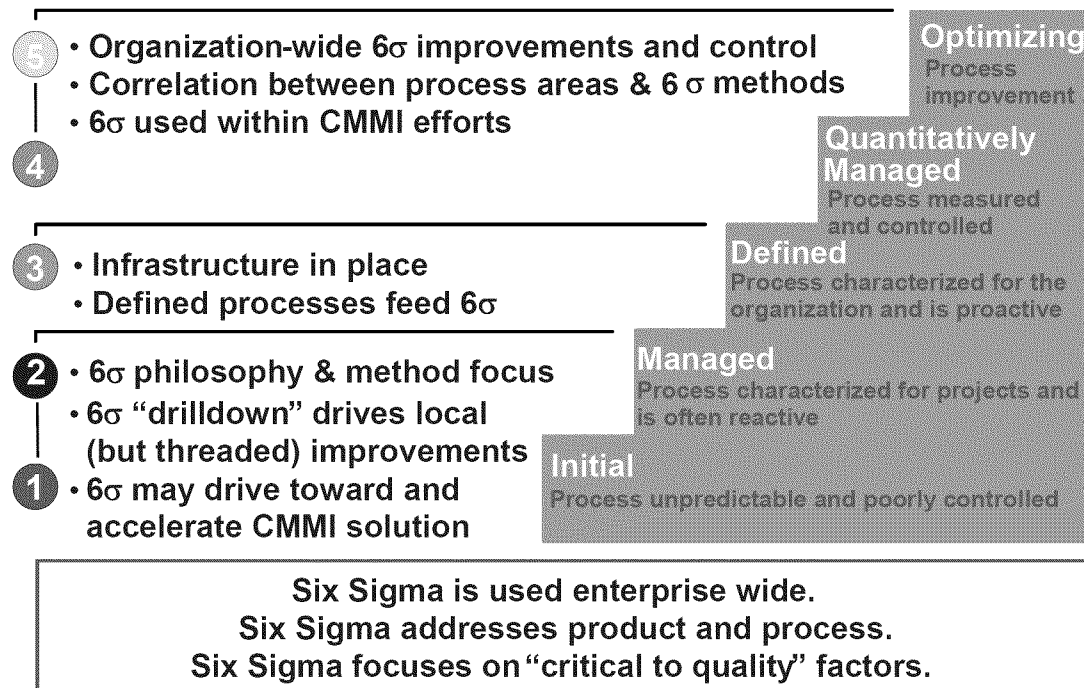 5
• Organization-wide 6σ improvements and control
• Correlation between process areas & 6 σ methods
• 6σ used within CMMI efforts
4
Optimizing
Process
improvement
Quantitatively
Managed
Process measured
and controlled
3
• Infrastructure in place
• Defined processes feed 6σ
Defined
Process characterized for the
organization and is proactive
2
• 6σ philosophy & method focus
• 6σ “drilldown” drives local
(but threaded) improvements
1
• 6σ may drive toward and
accelerate CMMI solution
Managed
Process characterized for projects and
is often reactive
Initial
Process unpredictable and poorly controlled
Six Sigma is used enterprise wide.
Six Sigma addresses product and process.
Six Sigma focuses on “critical to quality” factors.